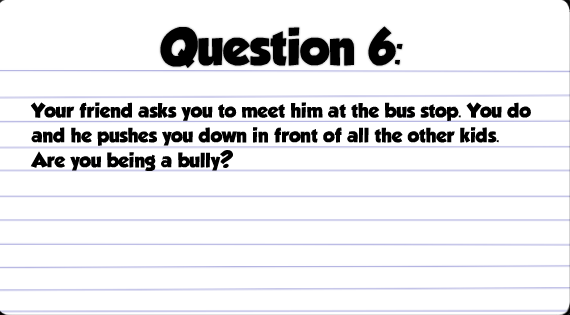 Question 6:
Your friend asks you to meet him at the bus stop. You do
and he pushes you down in front of all the other kids.
Are you being a bully?